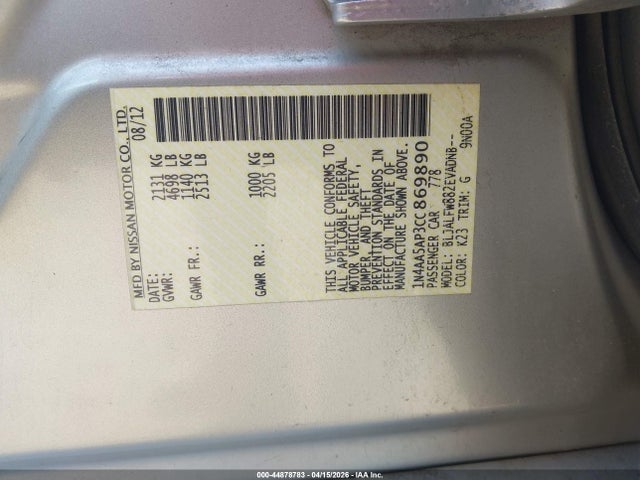 MFD BY NISSAN MOTOR CO., LTD.
DATE: 08/12
GVWR: 2131 KG
4698 LB
GAWR FR.: 1140 KG
2513 LB
GAWR RR.: 1000 KG
2205 LB
THIS VEHICLE CONFORMS TO
ALL APPLICABLE FEDERAL
MOTOR VEHICLE SAFETY,
BUMPER, AND THEFT
PREVENTION STANDARDS IN
EFFECT ON THE DATE OF
MANUFACTURE SHOWN ABOVE.
1N4AA5AP3CC869890
PASSENGER CAR 778
MODEL: BLJALFW882EVADNB--
COLOR: K23 TRIM: G 9N00A
000-44878783 - 04/15/2026 - IAA Inc.